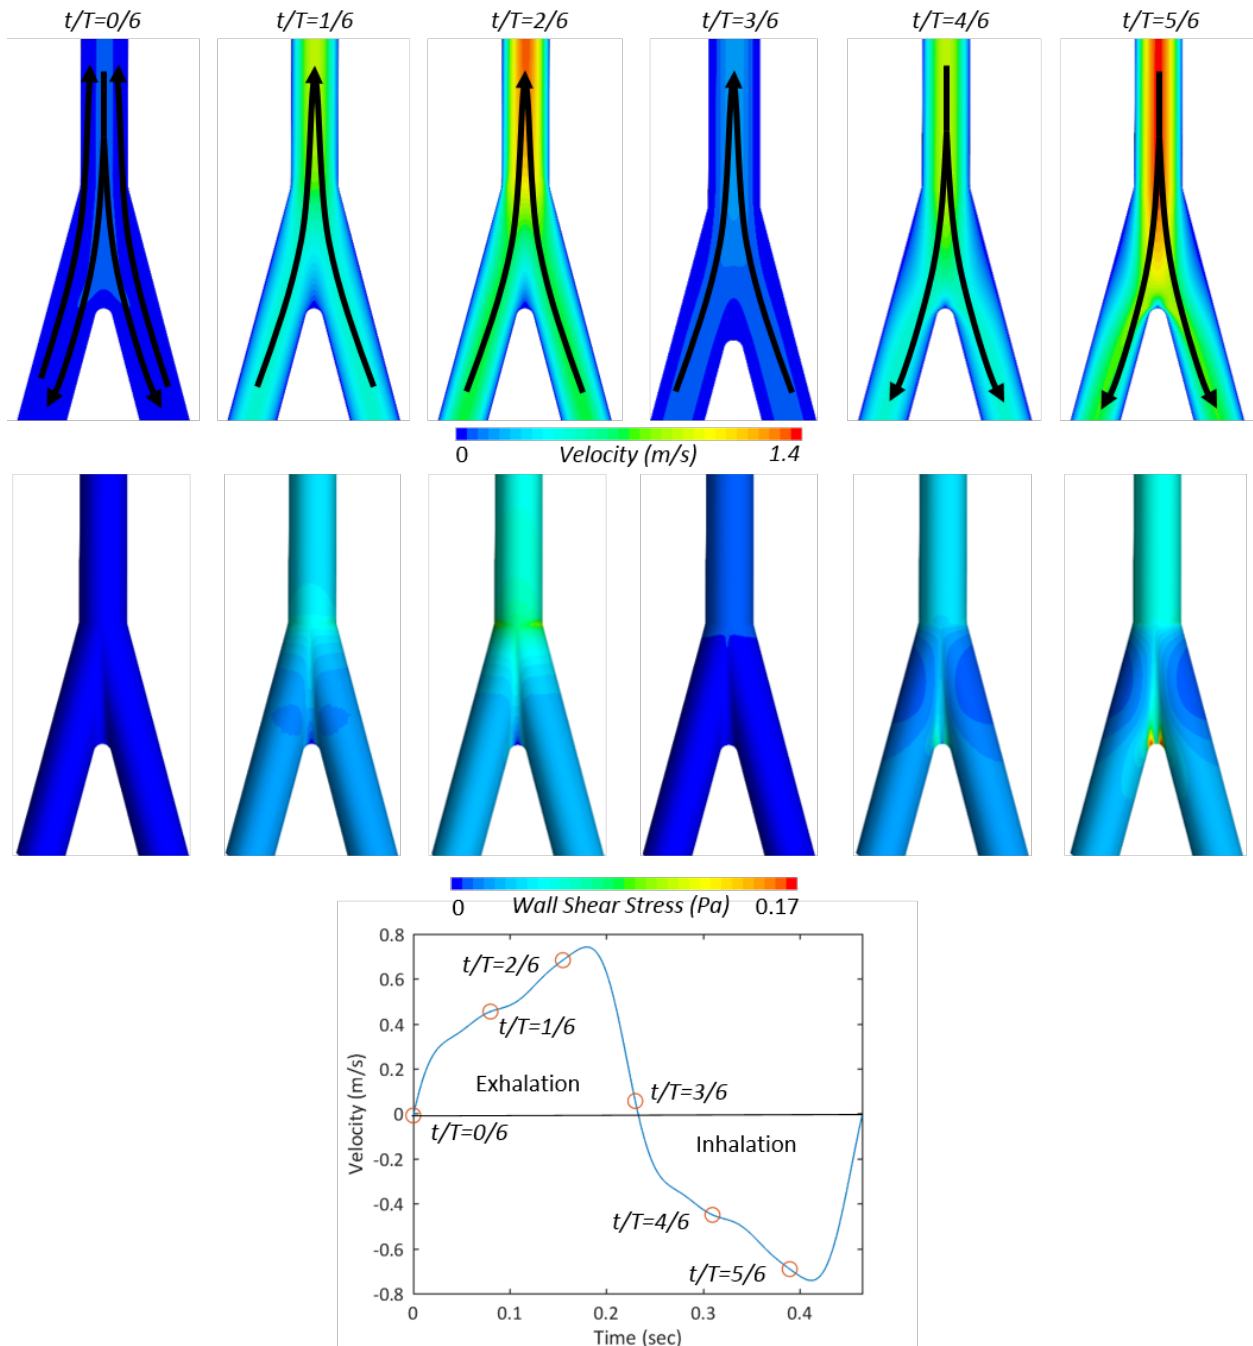 t/T=0/6 t/T=1/6 t/T=2/6 t/T=3/6 t/T=4/6 t/T=5/6
0 Velocity (m/s) 1.4
0 Wall Shear Stress (Pa) 0.17
0.8
t/T=2/6
0.6
0.4
t/T=1/6
0.2
Exhalation
t/T=3/6
Velocity (m/s)
0
t/T=0/6
Inhalation
-0.2
-0.4
t/T=4/6
-0.6
t/T=5/6
-0.8
0 0.1 0.2 0.3 0.4
Time (sec)